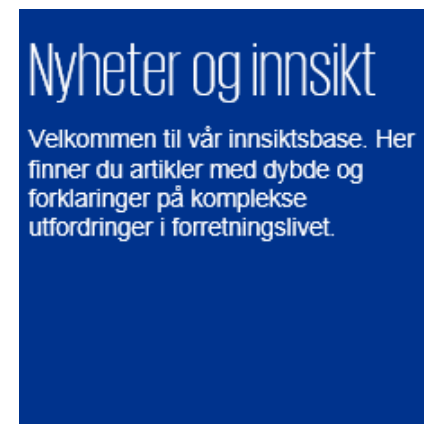 Nyheter og innsikt
Velkommen til vår innsiktsbase. Her
finner du artikler med dybde og
forklaringer på komplekse
utfordringer i forretningslivet.